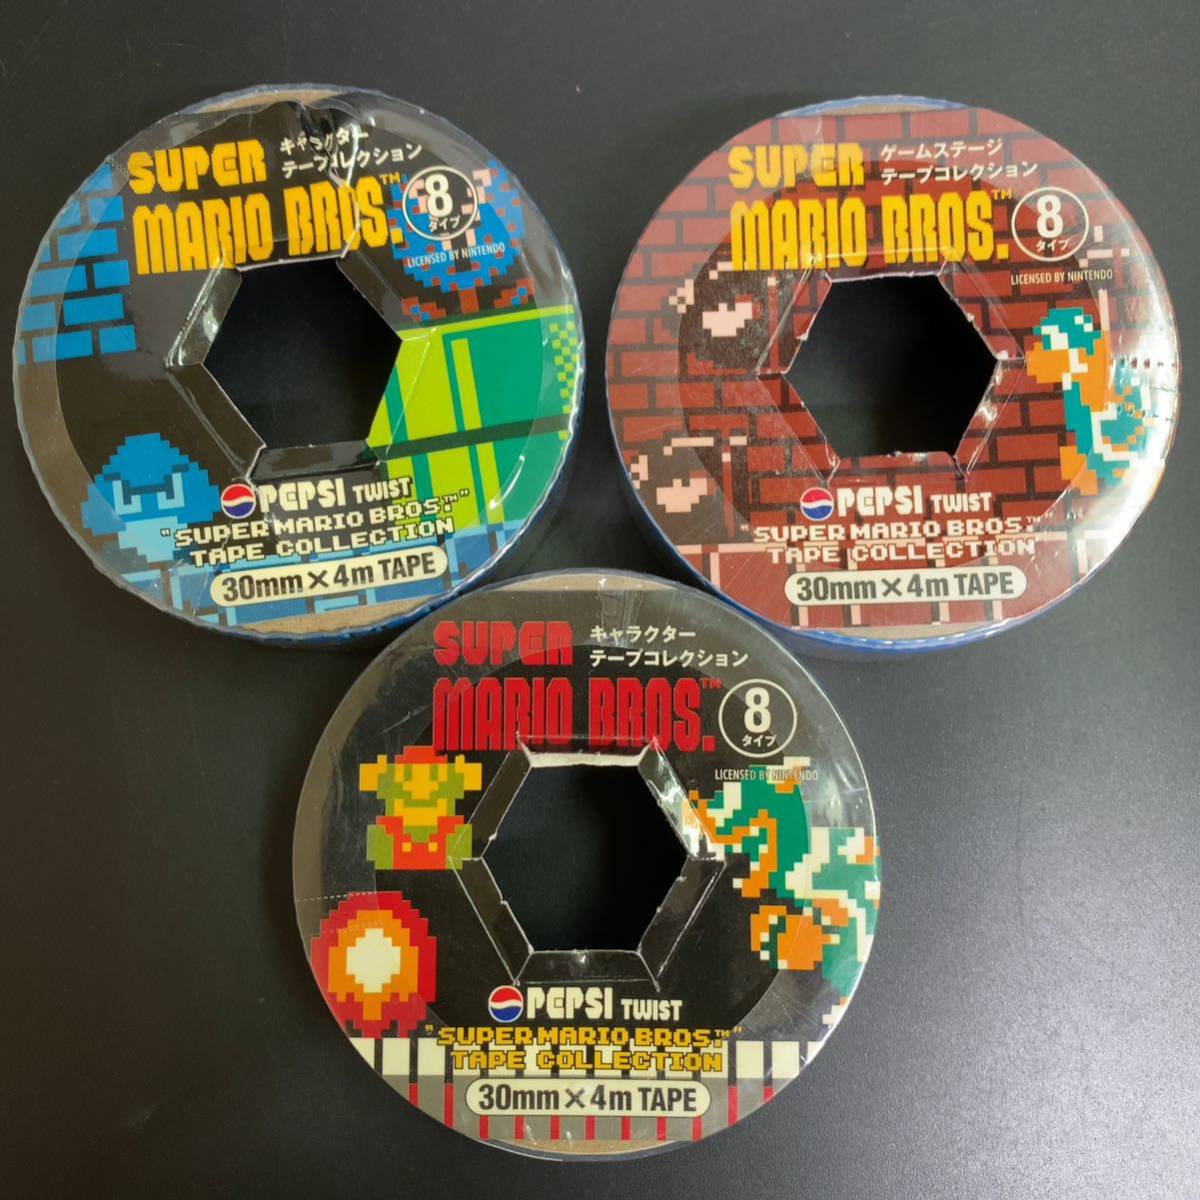 SUPER
MARIO BROS.™
キャラクター
テープコレクション
8
タイプ
LICENSED BY NINTENDO
PEPSI TWIST
"SUPER MARIO BROS.™"
TAPE COLLECTION
30mm×4m TAPE
SUPER
MARIO BROS.™
ゲームステージ
テープコレクション
8
タイプ
LICENSED BY NINTENDO
PEPSI TWIST
"SUPER MARIO BROS.™"
TAPE COLLECTION
30mm×4m TAPE
SUPER
MARIO BROS.™
キャラクター
テープコレクション
8
タイプ
LICENSED BY NINTENDO
PEPSI TWIST
"SUPER MARIO BROS.™"
TAPE COLLECTION
30mm×4m TAPE